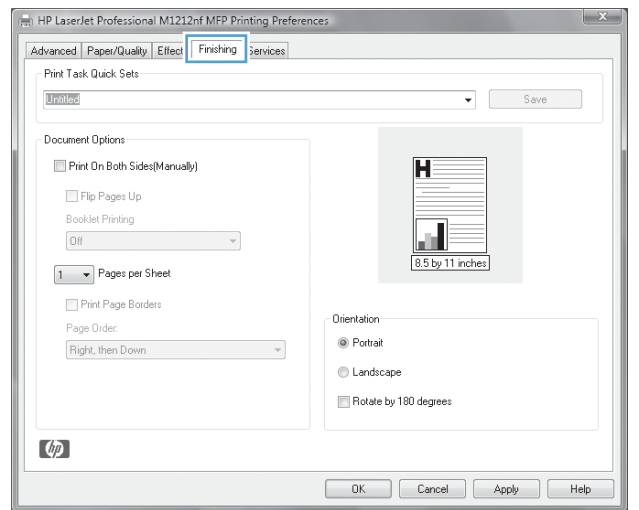 HP LaserJet Professional M1212nf MFP Printing Preferences
Advanced Paper/Quality Effect Finishing Services
Print Task Quick Sets
Untitled
Save
Document Options
Print On Both Sides(Manually)
Flip Pages Up
Booklet Printing
Off
1 Pages per Sheet
Print Page Borders
Page Order:
Right, then Down
H
8.5 by 11 inches
Orientation
Portrait
Landscape
Rotate by 180 degrees
hp
OK Cancel Apply Help